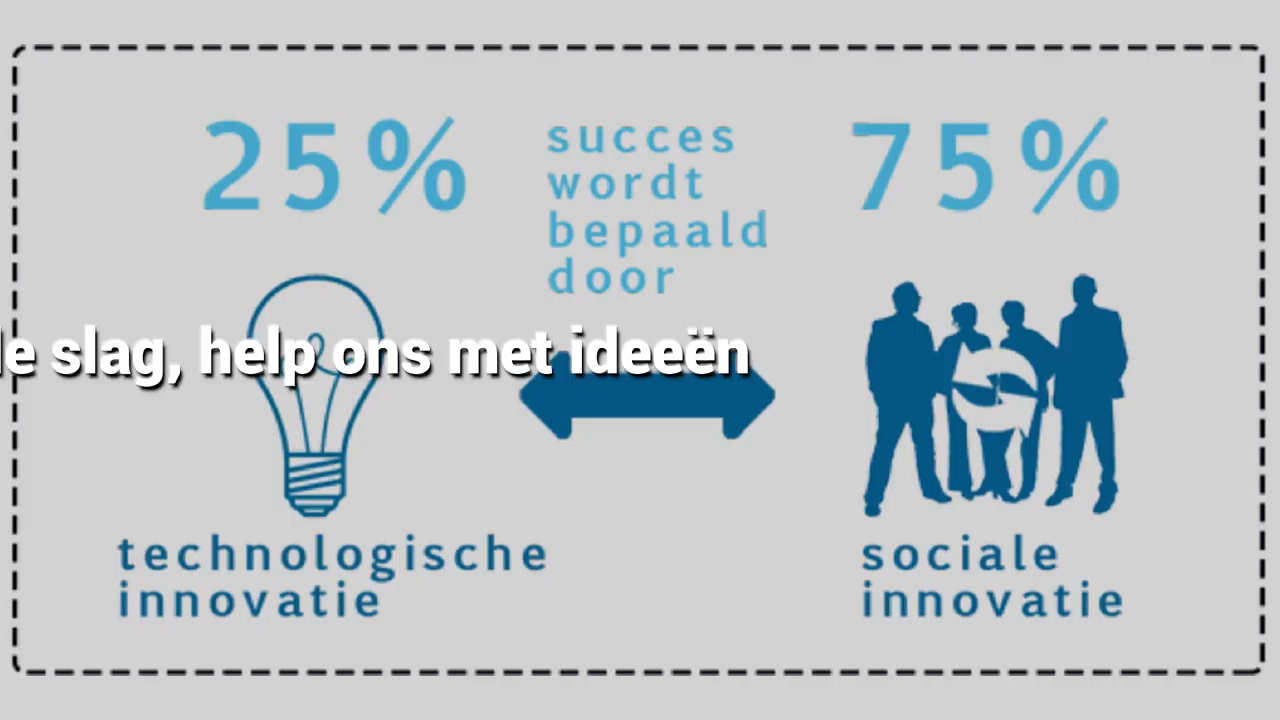 25%
succes
wordt
bepaald
door
75%
slag, help ons met ideeën
technologische
innovatie
sociale
innovatie